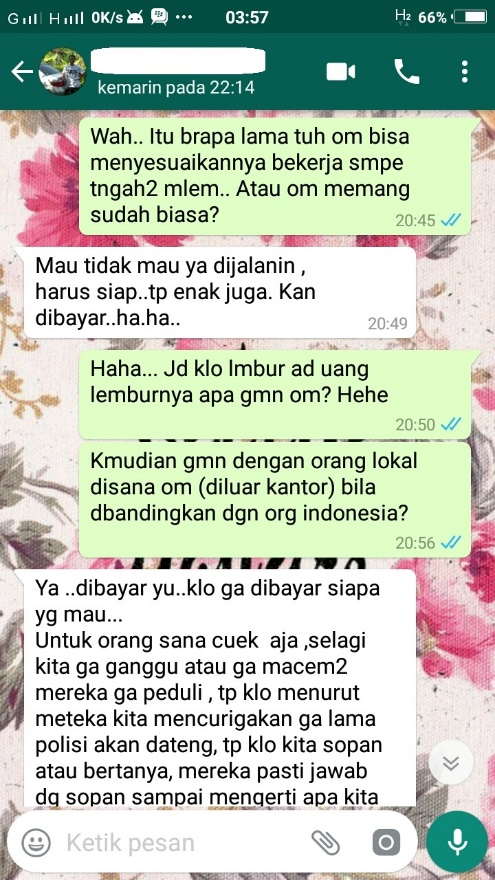 G H 0K/s 03:57 H₂ 66%
kemarin pada 22:14
Wah.. Itu brapa lama tuh om bisa
menyesuaikannya bekerja smpe
tngah2 mlem.. Atau om memang
sudah biasa?
20:45
Mau tidak mau ya dijalanin ,
harus siap..tp enak juga. Kan
dibayar..ha.ha..
20:49
Haha... Jd klo lmbur ad uang
lemburnya apa gmn om? Hehe
20:50
Kmudian gmn dengan orang lokal
disana om (diluar kantor) bila
dbandingkan dgn org indonesia?
20:56
Ya ..dibayar yu..klo ga dibayar siapa
yg mau...
Untuk orang sana cuek aja ,selagi
kita ga ganggu atau ga macem2
mereka ga peduli , tp klo menurut
meteka kita mencurigakan ga lama
polisi akan dateng, tp klo kita sopan
atau bertanya, mereka pasti jawab
dg sopan sampai mengerti apa kita
Ketik pesan